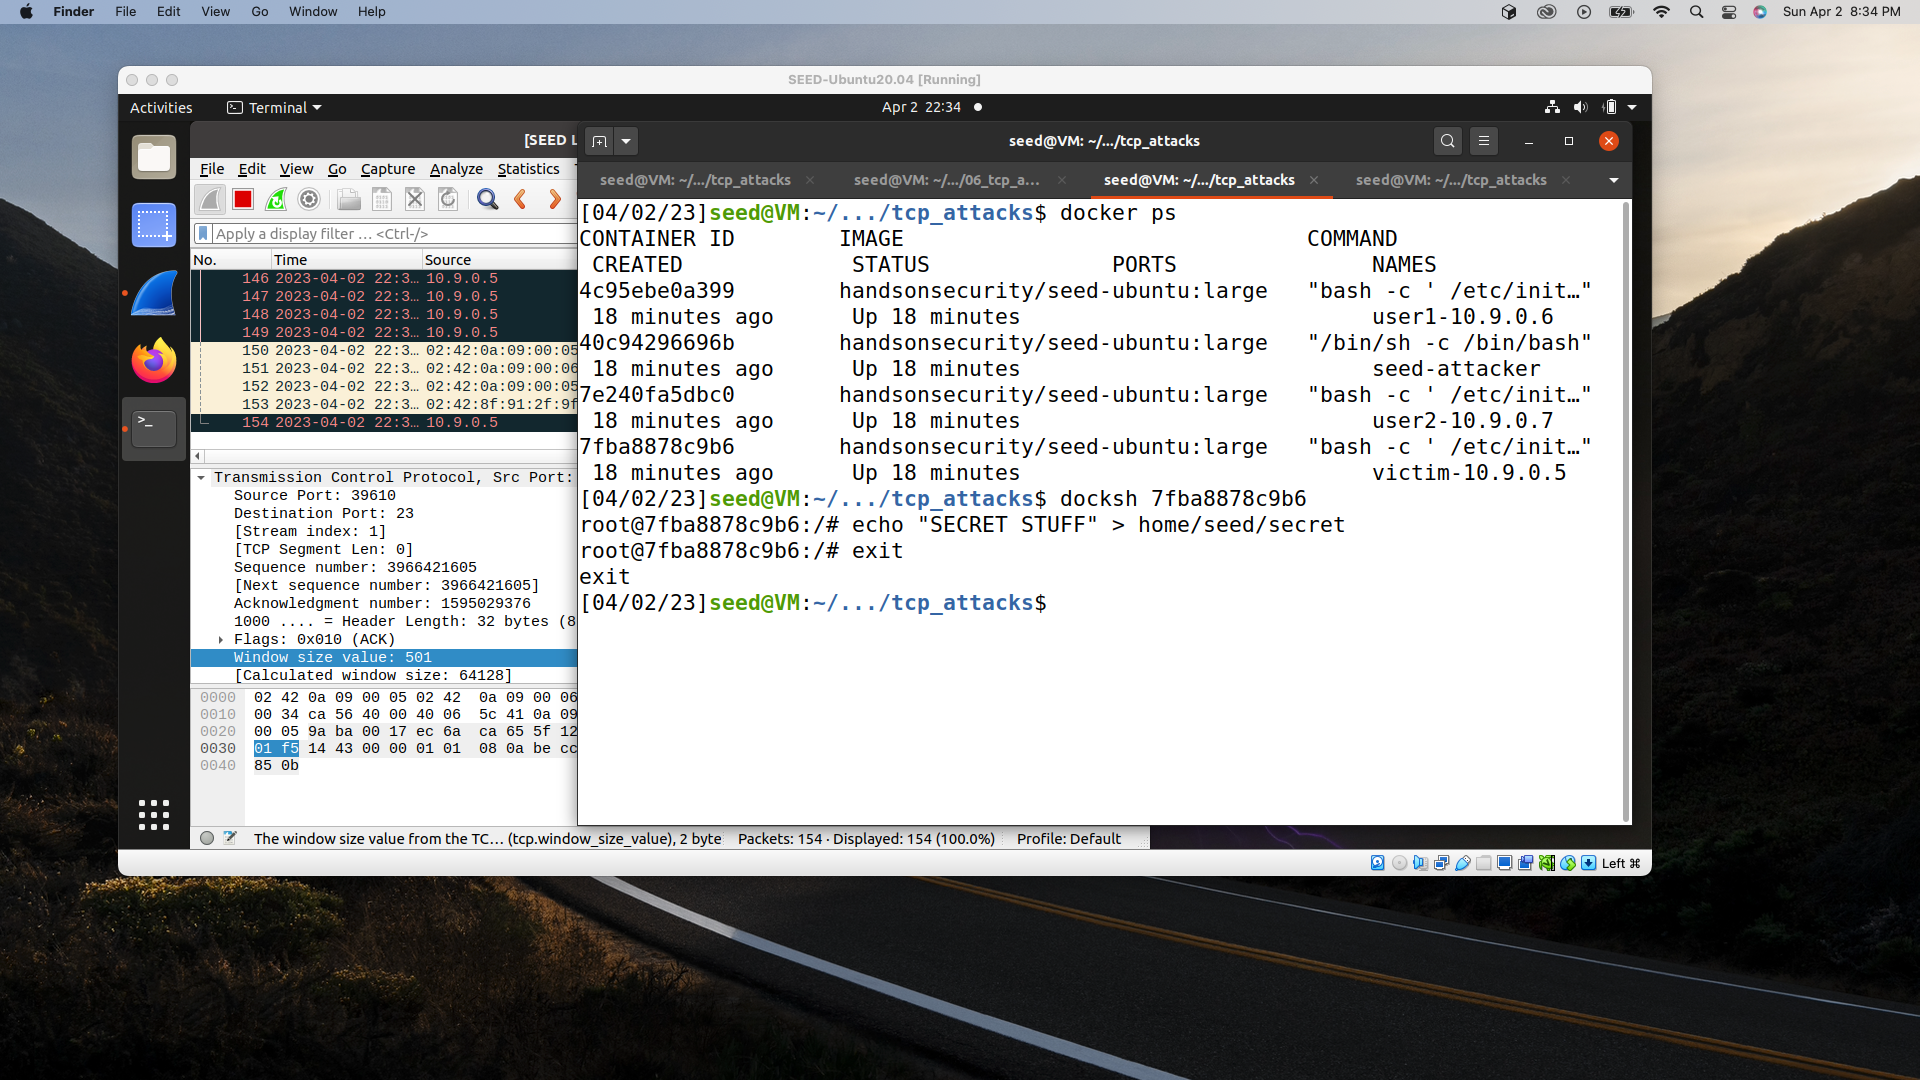 Finder File Edit View Go Window Help Sun Apr 2 8:34 PM
SEED-Ubuntu20.04 [Running]
Activities Terminal Apr 2 22:34
[SEED L
seed@VM: ~/.../tcp_attacks
File Edit View Go Capture Analyze Statistics
seed@VM: ~/.../tcp_attacks seed@VM: ~/.../06_tcp_a... seed@VM: ~/.../tcp_attacks seed@VM: ~/.../tcp_attacks
Apply a display filter … <Ctrl-/>
No. Time Source
146 2023-04-02 22:3… 10.9.0.5
147 2023-04-02 22:3… 10.9.0.5
148 2023-04-02 22:3… 10.9.0.5
149 2023-04-02 22:3… 10.9.0.5
150 2023-04-02 22:3… 02:42:0a:09:00:05
151 2023-04-02 22:3… 02:42:0a:09:00:06
152 2023-04-02 22:3… 02:42:0a:09:00:05
153 2023-04-02 22:3… 02:42:8f:91:2f:9f
154 2023-04-02 22:3… 10.9.0.5
Transmission Control Protocol, Src Port:
Source Port: 39610
Destination Port: 23
[Stream index: 1]
[TCP Segment Len: 0]
Sequence number: 3966421605
[Next sequence number: 3966421605]
Acknowledgment number: 1595029376
1000 .... = Header Length: 32 bytes (8
Flags: 0x010 (ACK)
Window size value: 501
[Calculated window size: 64128]
0000 02 42 0a 09 00 05 02 42 0a 09 00 06
0010 00 34 ca 56 40 00 40 06 5c 41 0a 09
0020 00 05 9a ba 00 17 ec 6a ca 65 5f 12
0030 01 f5 14 43 00 00 01 01 08 0a be cc
0040 85 0b
The window size value from the TC… (tcp.window_size_value), 2 byte Packets: 154 · Displayed: 154 (100.0%) Profile: Default
[04/02/23]seed@VM:~/.../tcp_attacks$ docker ps
CONTAINER ID IMAGE COMMAND
CREATED STATUS PORTS NAMES
4c95ebe0a399 handsonsecurity/seed-ubuntu:large "bash -c ' /etc/init…"
18 minutes ago Up 18 minutes user1-10.9.0.6
40c94296696b handsonsecurity/seed-ubuntu:large "/bin/sh -c /bin/bash"
18 minutes ago Up 18 minutes seed-attacker
7e240fa5dbc0 handsonsecurity/seed-ubuntu:large "bash -c ' /etc/init…"
18 minutes ago Up 18 minutes user2-10.9.0.7
7fba8878c9b6 handsonsecurity/seed-ubuntu:large "bash -c ' /etc/init…"
18 minutes ago Up 18 minutes victim-10.9.0.5
[04/02/23]seed@VM:~/.../tcp_attacks$ docksh 7fba8878c9b6
root@7fba8878c9b6:/# echo "SECRET STUFF" > home/seed/secret
root@7fba8878c9b6:/# exit
exit
[04/02/23]seed@VM:~/.../tcp_attacks$
Left ⌘